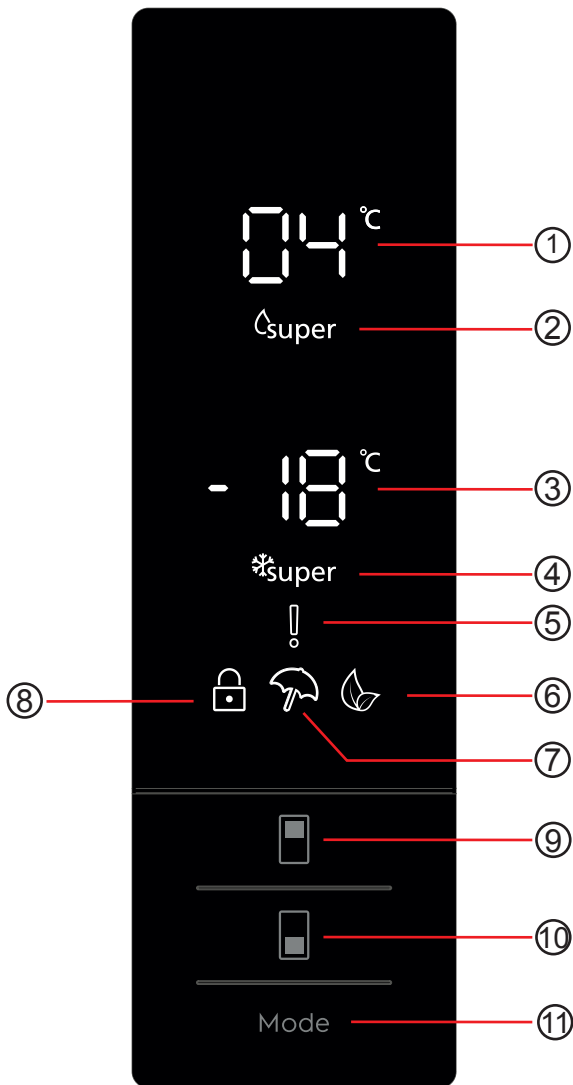 04 °C
①
super
②
- 18 °C
③
super
④
⑤
⑧
⑥
⑦
⑨
⑩
Mode
⑪